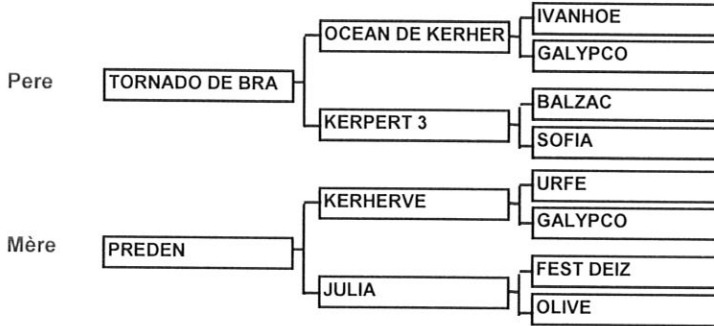 Pere
TORNADO DE BRA
OCEAN DE KERHER
IVANHOE
GALYPCO
KERPERT 3
BALZAC
SOFIA
Mère
PREDEN
KERHERVE
URFE
GALYPCO
JULIA
FEST DEIZ
OLIVE